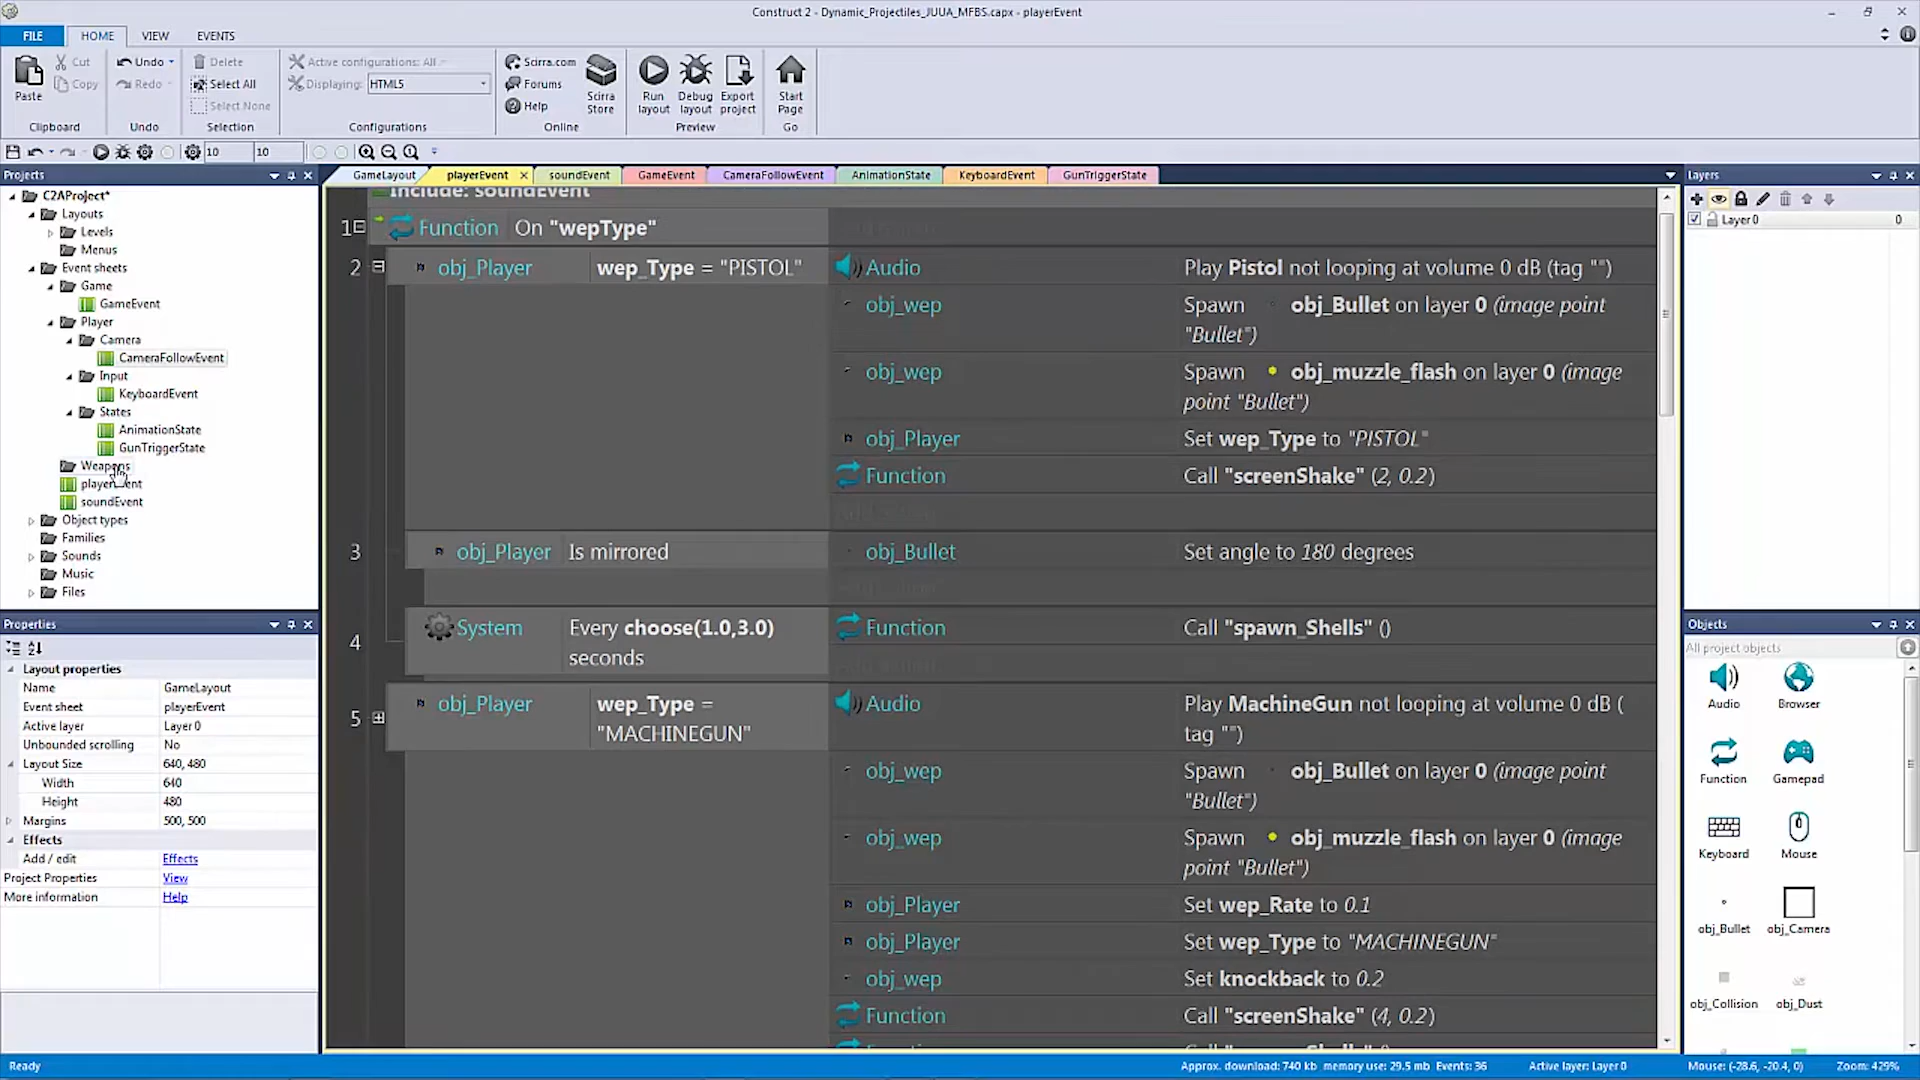 Construct 2 - Dynamic_Projectiles_JUUA_MFBS.capx - playerEvent
FILE HOME VIEW EVENTS
Paste
Cut
Copy
Clipboard
Undo
Redo
Undo
Delete
Select All
Select None
Selection
Active configurations: All
Displaying: HTML5
Configurations
Scirra.com
Forums
Help
Scirra
Store
Online
Run
layout
Debug
layout
Export
project
Preview
Start
Page
Go
10 10
Projects
C2AProject*
Layouts
Levels
Menus
Event sheets
Game
GameEvent
Player
Camera
CameraFollowEvent
Input
KeyboardEvent
States
AnimationState
GunTriggerState
Weapons
soundEvent
Object types
Families
Sounds
Music
Files
Properties
Layout properties
Name GameLayout
Event sheet playerEvent
Active layer Layer 0
Unbounded scrolling No
Layout Size 640, 480
Width 640
Height 480
Margins 500, 500
Effects
Add / edit Effects
Project Properties View
More information Help
GameLayout playerEvent x soundEvent GameEvent CameraFollowEvent AnimationState KeyboardEvent GunTriggerState
Include: soundEvent
1 Function On "wepType"
2 obj_Player wep_Type = "PISTOL"
Audio Play Pistol not looping at volume 0 dB (tag "")
obj_wep Spawn obj_Bullet on layer 0 (image point
"Bullet")
obj_wep Spawn obj_muzzle_flash on layer 0 (image
point "Bullet")
obj_Player Set wep_Type to "PISTOL"
Function Call "screenShake" (2, 0.2)
3 obj_Player Is mirrored
obj_Bullet Set angle to 180 degrees
4 System Every choose(1.0,3.0)
seconds
Function Call "spawn_Shells" ()
5 obj_Player wep_Type =
"MACHINEGUN"
Audio Play MachineGun not looping at volume 0 dB (
tag "")
obj_wep Spawn obj_Bullet on layer 0 (image point
"Bullet")
obj_wep Spawn obj_muzzle_flash on layer 0 (image
point "Bullet")
obj_Player Set wep_Rate to 0.1
obj_Player Set wep_Type to "MACHINEGUN"
obj_wep Set knockback to 0.2
Function Call "screenShake" (4, 0.2)
Layers
Layer 0 0
Objects
All project objects
Audio Browser
Function Gamepad
Keyboard Mouse
obj_Bullet obj_Camera
obj_Collision obj_Dust
Ready
Approx. download: 740 kb memory use: 29.5 mb Events: 36 Active layer: Layer 0 Mouse: (-28.6, -20.4, 0) Zoom: 429%